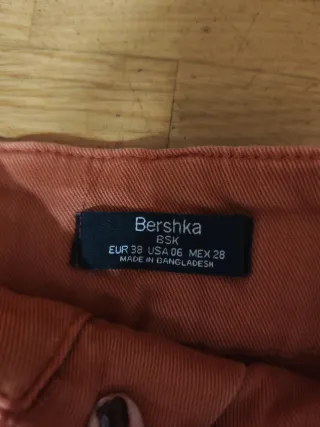 Bershka
BSK
EUR 38 USA 06 MEX 28
MADE IN BANGLADESH